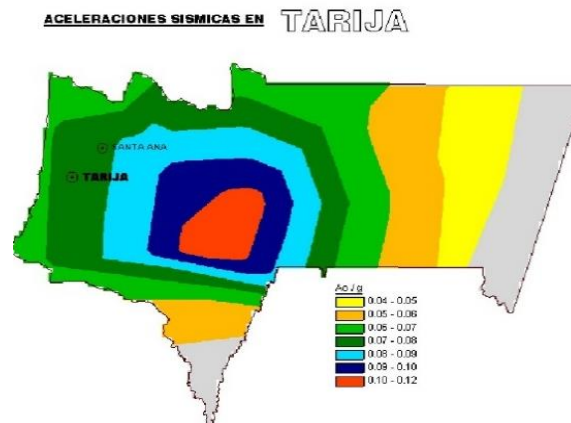 ACELERACIONES SISMICAS EN TARIJA
SANTA ANA
TARIJA
Ao / g
0.04 - 0.05
0.05 - 0.06
0.06 - 0.07
0.07 - 0.08
0.08 - 0.09
0.09 - 0.10
0.10 - 0.12